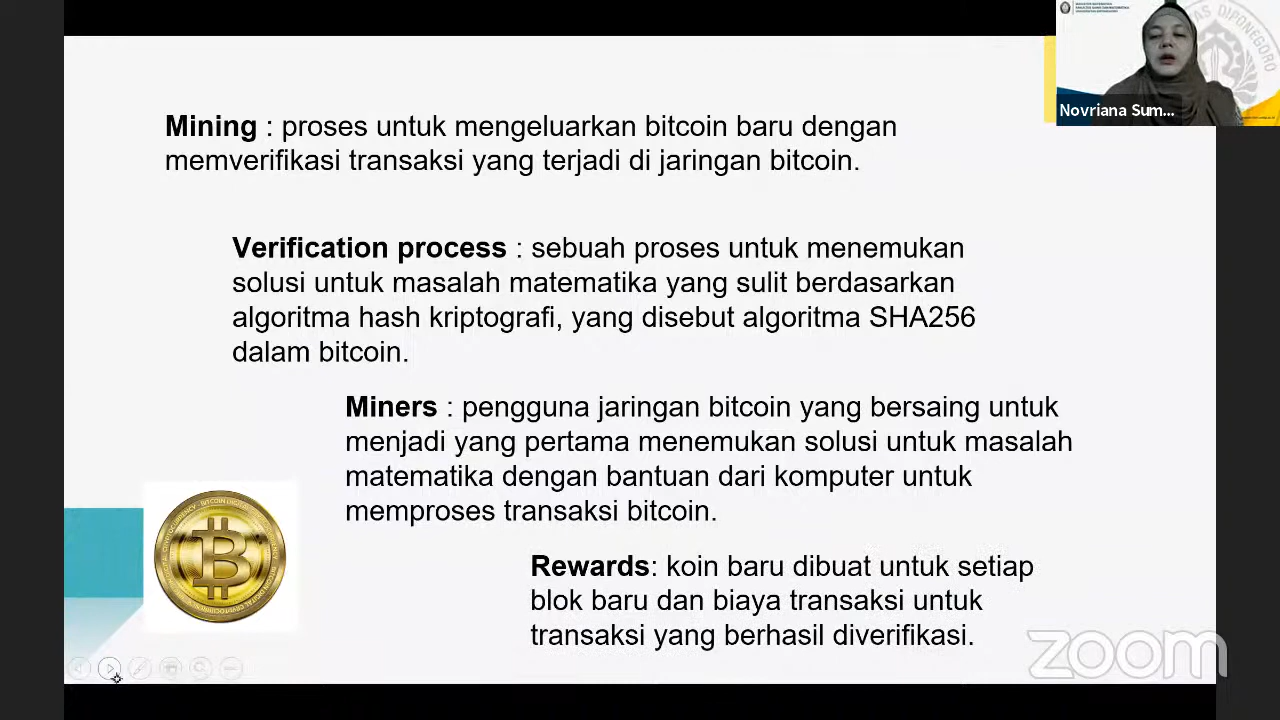 Mining : proses untuk mengeluarkan bitcoin baru dengan
memverifikasi transaksi yang terjadi di jaringan bitcoin.
Verification process : sebuah proses untuk menemukan
solusi untuk masalah matematika yang sulit berdasarkan
algoritma hash kriptografi, yang disebut algoritma SHA256
dalam bitcoin.
Miners : pengguna jaringan bitcoin yang bersaing untuk
menjadi yang pertama menemukan solusi untuk masalah
matematika dengan bantuan dari komputer untuk
memproses transaksi bitcoin.
Rewards: koin baru dibuat untuk setiap
blok baru dan biaya transaksi untuk
transaksi yang berhasil diverifikasi.
Novriana Sum...
DIPONEGORO
zoom